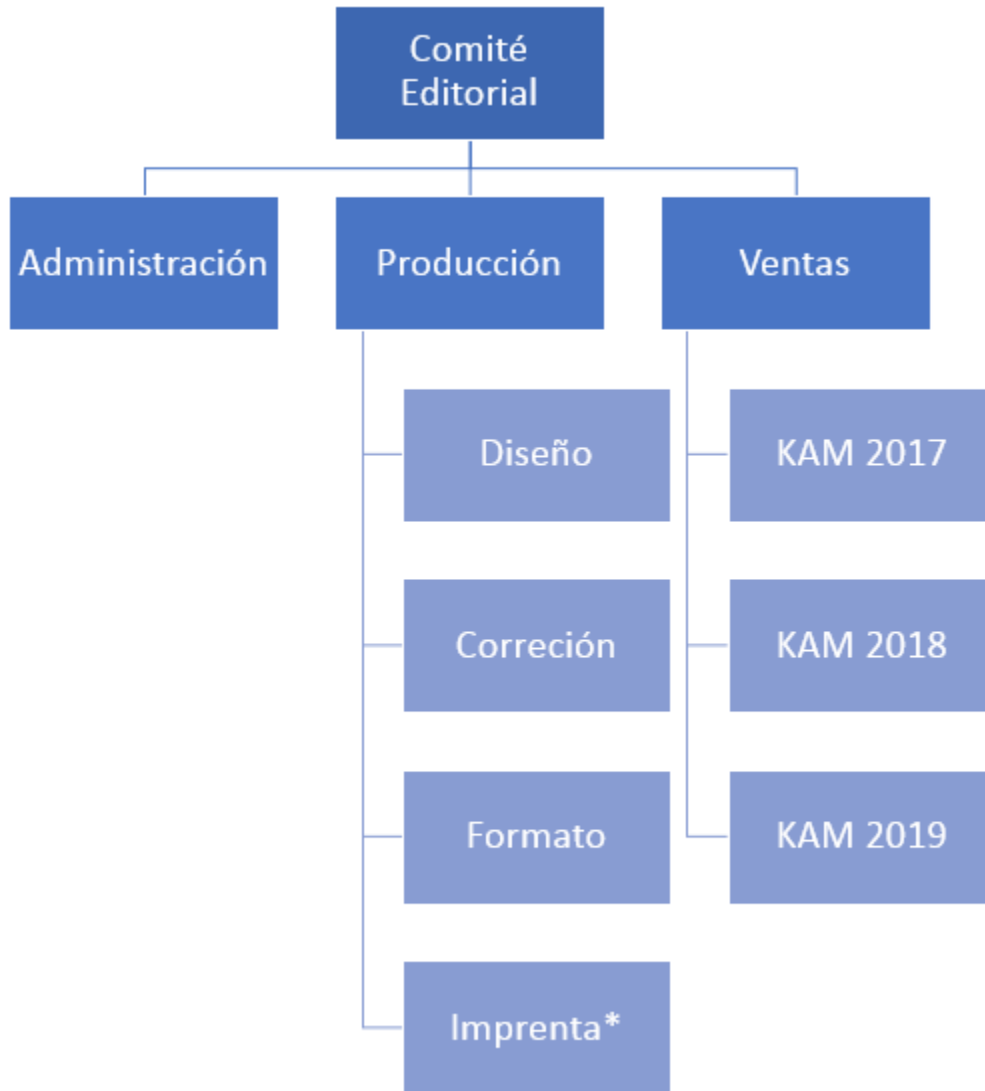 Comité
Editorial
Administración
Producción
Ventas
Diseño
KAM 2017
Correción
KAM 2018
Formato
KAM 2019
Imprenta*